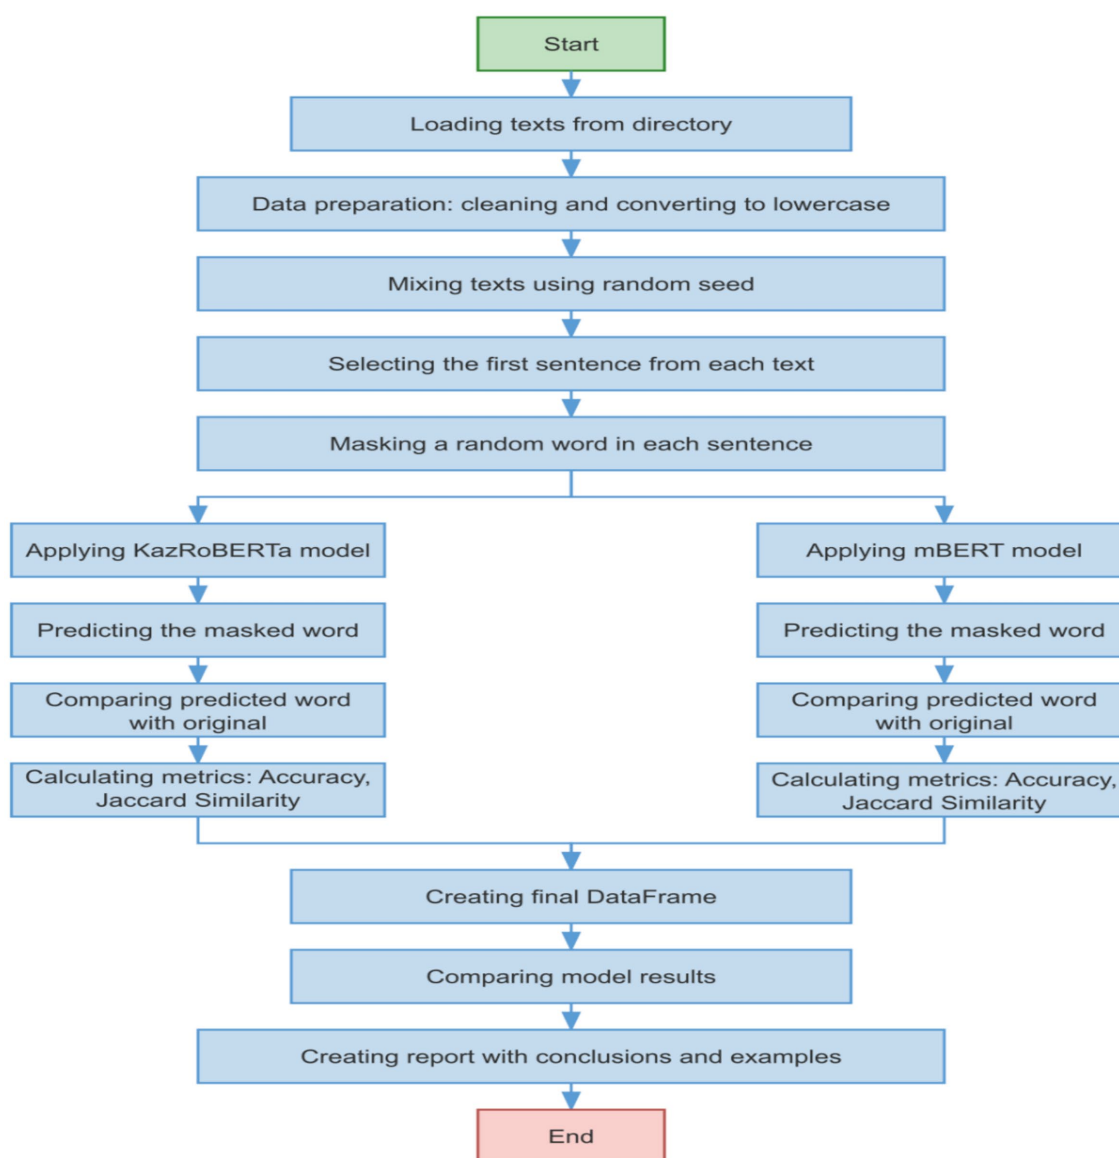 Start
Loading texts from directory
Data preparation: cleaning and converting to lowercase
Mixing texts using random seed
Selecting the first sentence from each text
Masking a random word in each sentence
Applying KazRoBERTa model
Predicting the masked word
Comparing predicted word
with original
Calculating metrics: Accuracy,
Jaccard Similarity
Applying mBERT model
Predicting the masked word
Comparing predicted word
with original
Calculating metrics: Accuracy,
Jaccard Similarity
Creating final DataFrame
Comparing model results
Creating report with conclusions and examples
End